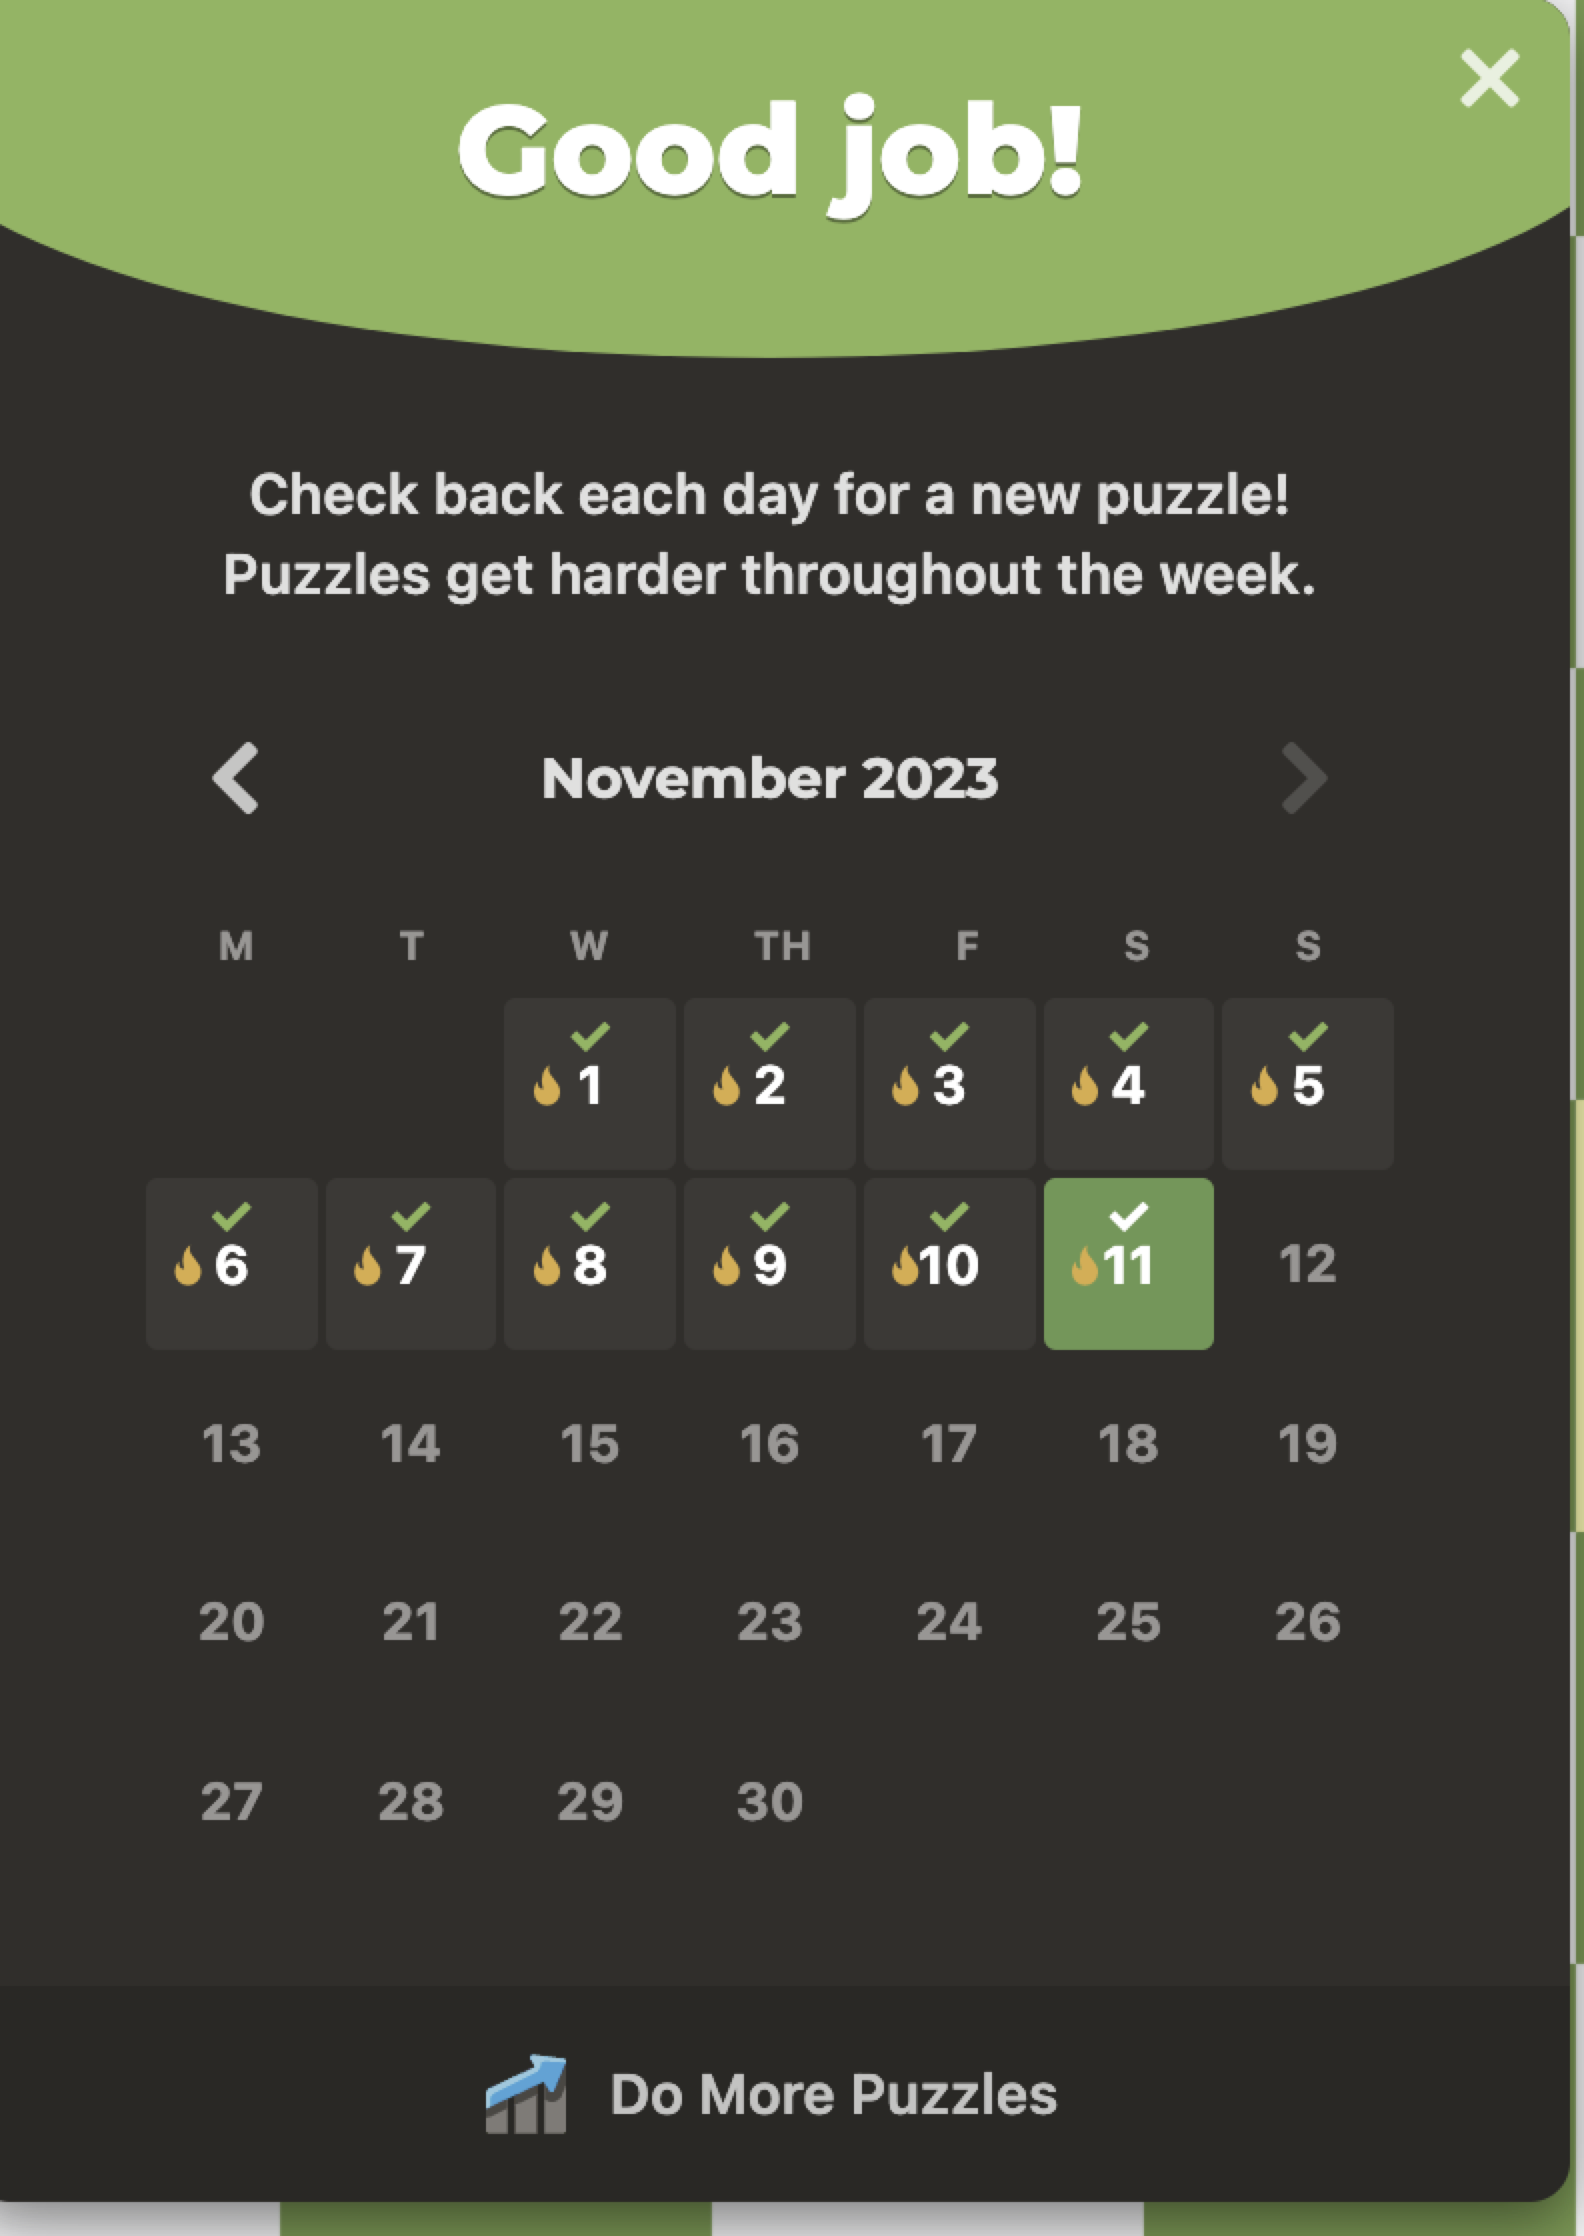 Good job!
Check back each day for a new puzzle!
Puzzles get harder throughout the week.
November 2023
M T W TH F S S
1 2 3 4 5
6 7 8 9 10 11 12
13 14 15 16 17 18 19
20 21 22 23 24 25 26
27 28 29 30
Do More Puzzles